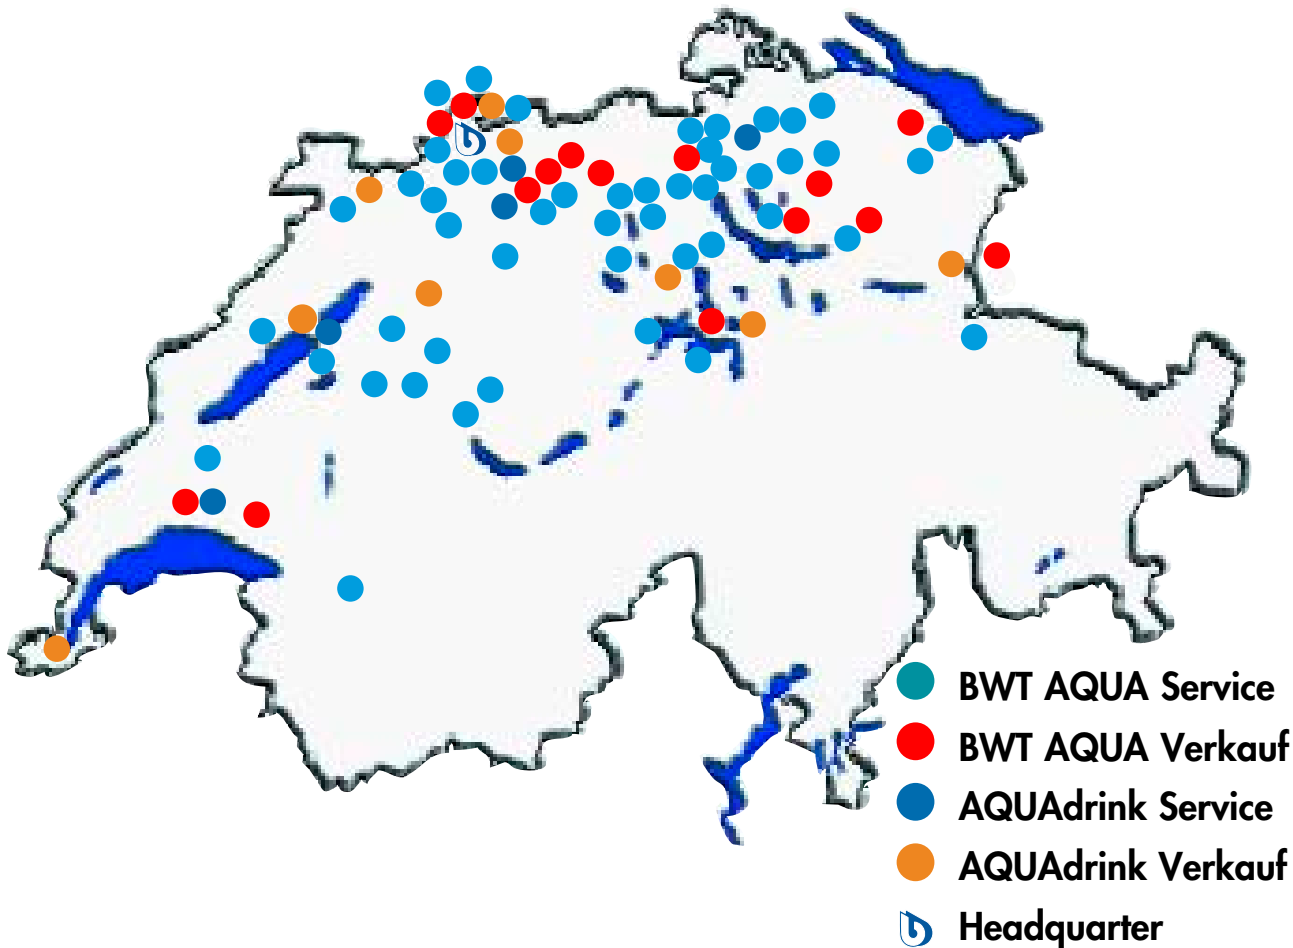 BWT AQUA Service
BWT AQUA Verkauf
AQUAdrink Service
AQUAdrink Verkauf
Headquarter